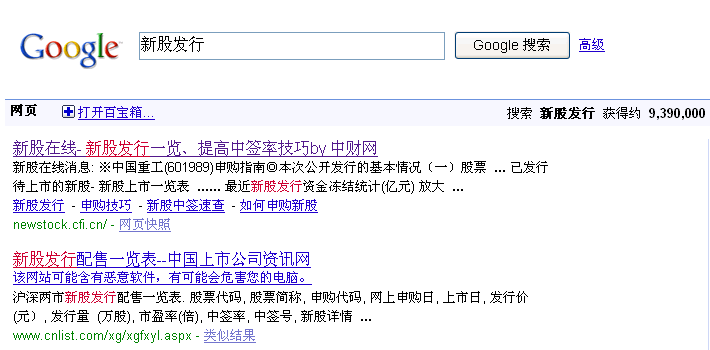 Google 新股发行 Google 搜索 高级
网页 打开百宝箱... 搜索 新股发行 获得约 9,390,000
新股在线- 新股发行一览、提高中签率技巧by 中财网
新股在线消息: ※中国重工(601989)申购指南◎本次公开发行的基本情况（一）股票 ... 已发行
待上市的新股- 新股上市一览表 ...... 最近新股发行资金冻结统计(亿元) 放大 ...
新股发行 - 申购技巧 - 新股中签速查 - 如何申购新股
newstock.cfi.cn/ - 网页快照
新股发行配售一览表--中国上市公司资讯网
该网站可能含有恶意软件，有可能会危害您的电脑。
沪深两市新股发行配售一览表. 股票代码, 股票简称, 申购代码, 网上申购日, 上市日, 发行价
(元）, 发行量 (万股), 市盈率(倍), 中签率, 中签号, 新股详情 ...
www.cnlist.com/xg/xgfxyl.aspx - 类似结果